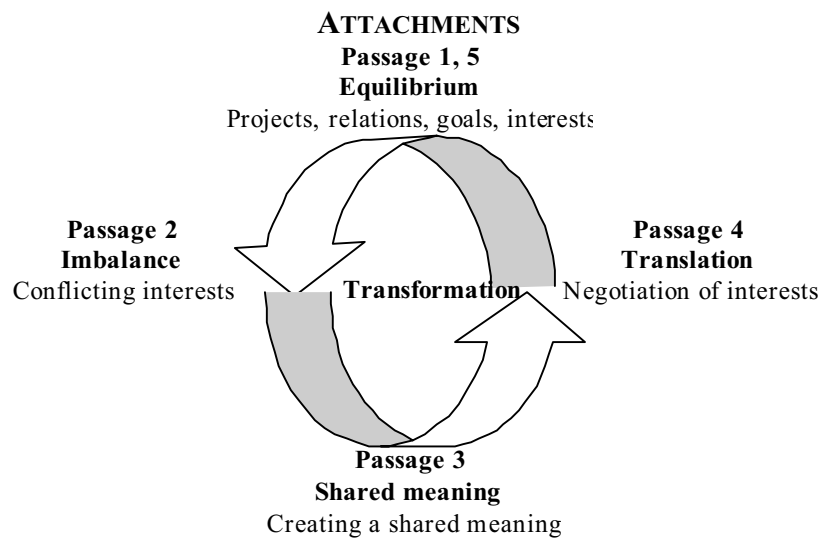 ATTACHMENTS
Passage 1, 5
Equilibrium
Projects, relations, goals, interests
Passage 2
Imbalance
Conflicting interests
Transformation
Passage 4
Translation
Negotiation of interests
Passage 3
Shared meaning
Creating a shared meaning